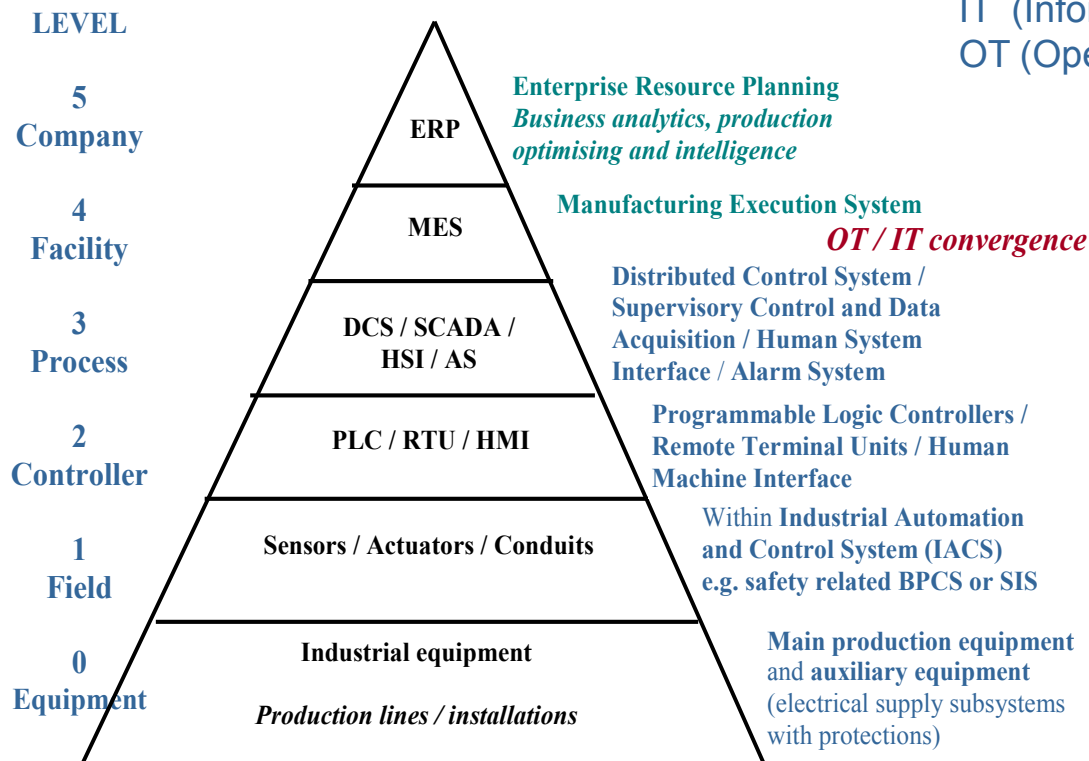 IT (Info
OT (Ope
LEVEL
5
Company
ERP
Enterprise Resource Planning
Business analytics, production
optimising and intelligence
4
Facility
MES
Manufacturing Execution System
OT / IT convergence
3
Process
DCS / SCADA /
HSI / AS
Distributed Control System /
Supervisory Control and Data
Acquisition / Human System
Interface / Alarm System
2
Controller
PLC / RTU / HMI
Programmable Logic Controllers /
Remote Terminal Units / Human
Machine Interface
1
Field
Sensors / Actuators / Conduits
Within Industrial Automation
and Control System (IACS)
e.g. safety related BPCS or SIS
0
Equipment
Industrial equipment
Production lines / installations
Main production equipment
and auxiliary equipment
(electrical supply subsystems
with protections)